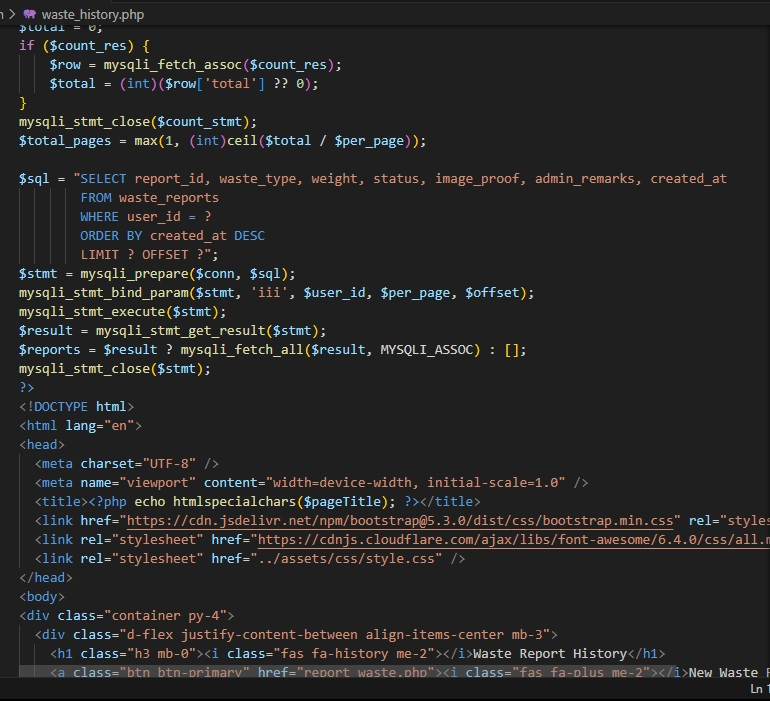 n > waste_history.php
$total = 0;
if ($count_res) {
    $row = mysqli_fetch_assoc($count_res);
    $total = (int)($row['total'] ?? 0);
}
mysqli_stmt_close($count_stmt);
$total_pages = max(1, (int)ceil($total / $per_page));
$sql = "SELECT report_id, waste_type, weight, status, image_proof, admin_remarks, created_at
        FROM waste_reports
        WHERE user_id = ?
        ORDER BY created_at DESC
        LIMIT ? OFFSET ?";
$stmt = mysqli_prepare($conn, $sql);
mysqli_stmt_bind_param($stmt, 'iii', $user_id, $per_page, $offset);
mysqli_stmt_execute($stmt);
$result = mysqli_stmt_get_result($stmt);
$reports = $result ? mysqli_fetch_all($result, MYSQLI_ASSOC) : [];
mysqli_stmt_close($stmt);
?>
<!DOCTYPE html>
<html lang="en">
<head>
  <meta charset="UTF-8" />
  <meta name="viewport" content="width=device-width, initial-scale=1.0" />
  <title><?php echo htmlspecialchars($pageTitle); ?></title>
  <link href="https://cdn.jsdelivr.net/npm/bootstrap@5.3.0/dist/css/bootstrap.min.css" rel="styles
  <link rel="stylesheet" href="https://cdnjs.cloudflare.com/ajax/libs/font-awesome/6.4.0/css/all.m
  <link rel="stylesheet" href="../assets/css/style.css" />
</head>
<body>
<div class="container py-4">
  <div class="d-flex justify-content-between align-items-center mb-3">
    <h1 class="h3 mb-0"><i class="fas fa-history me-2"></i>Waste Report History</h1>
    <a class="btn btn-primary" href="report_waste.php"><i class="fas fa-plus me-2"></i>New Waste R
Ln 1